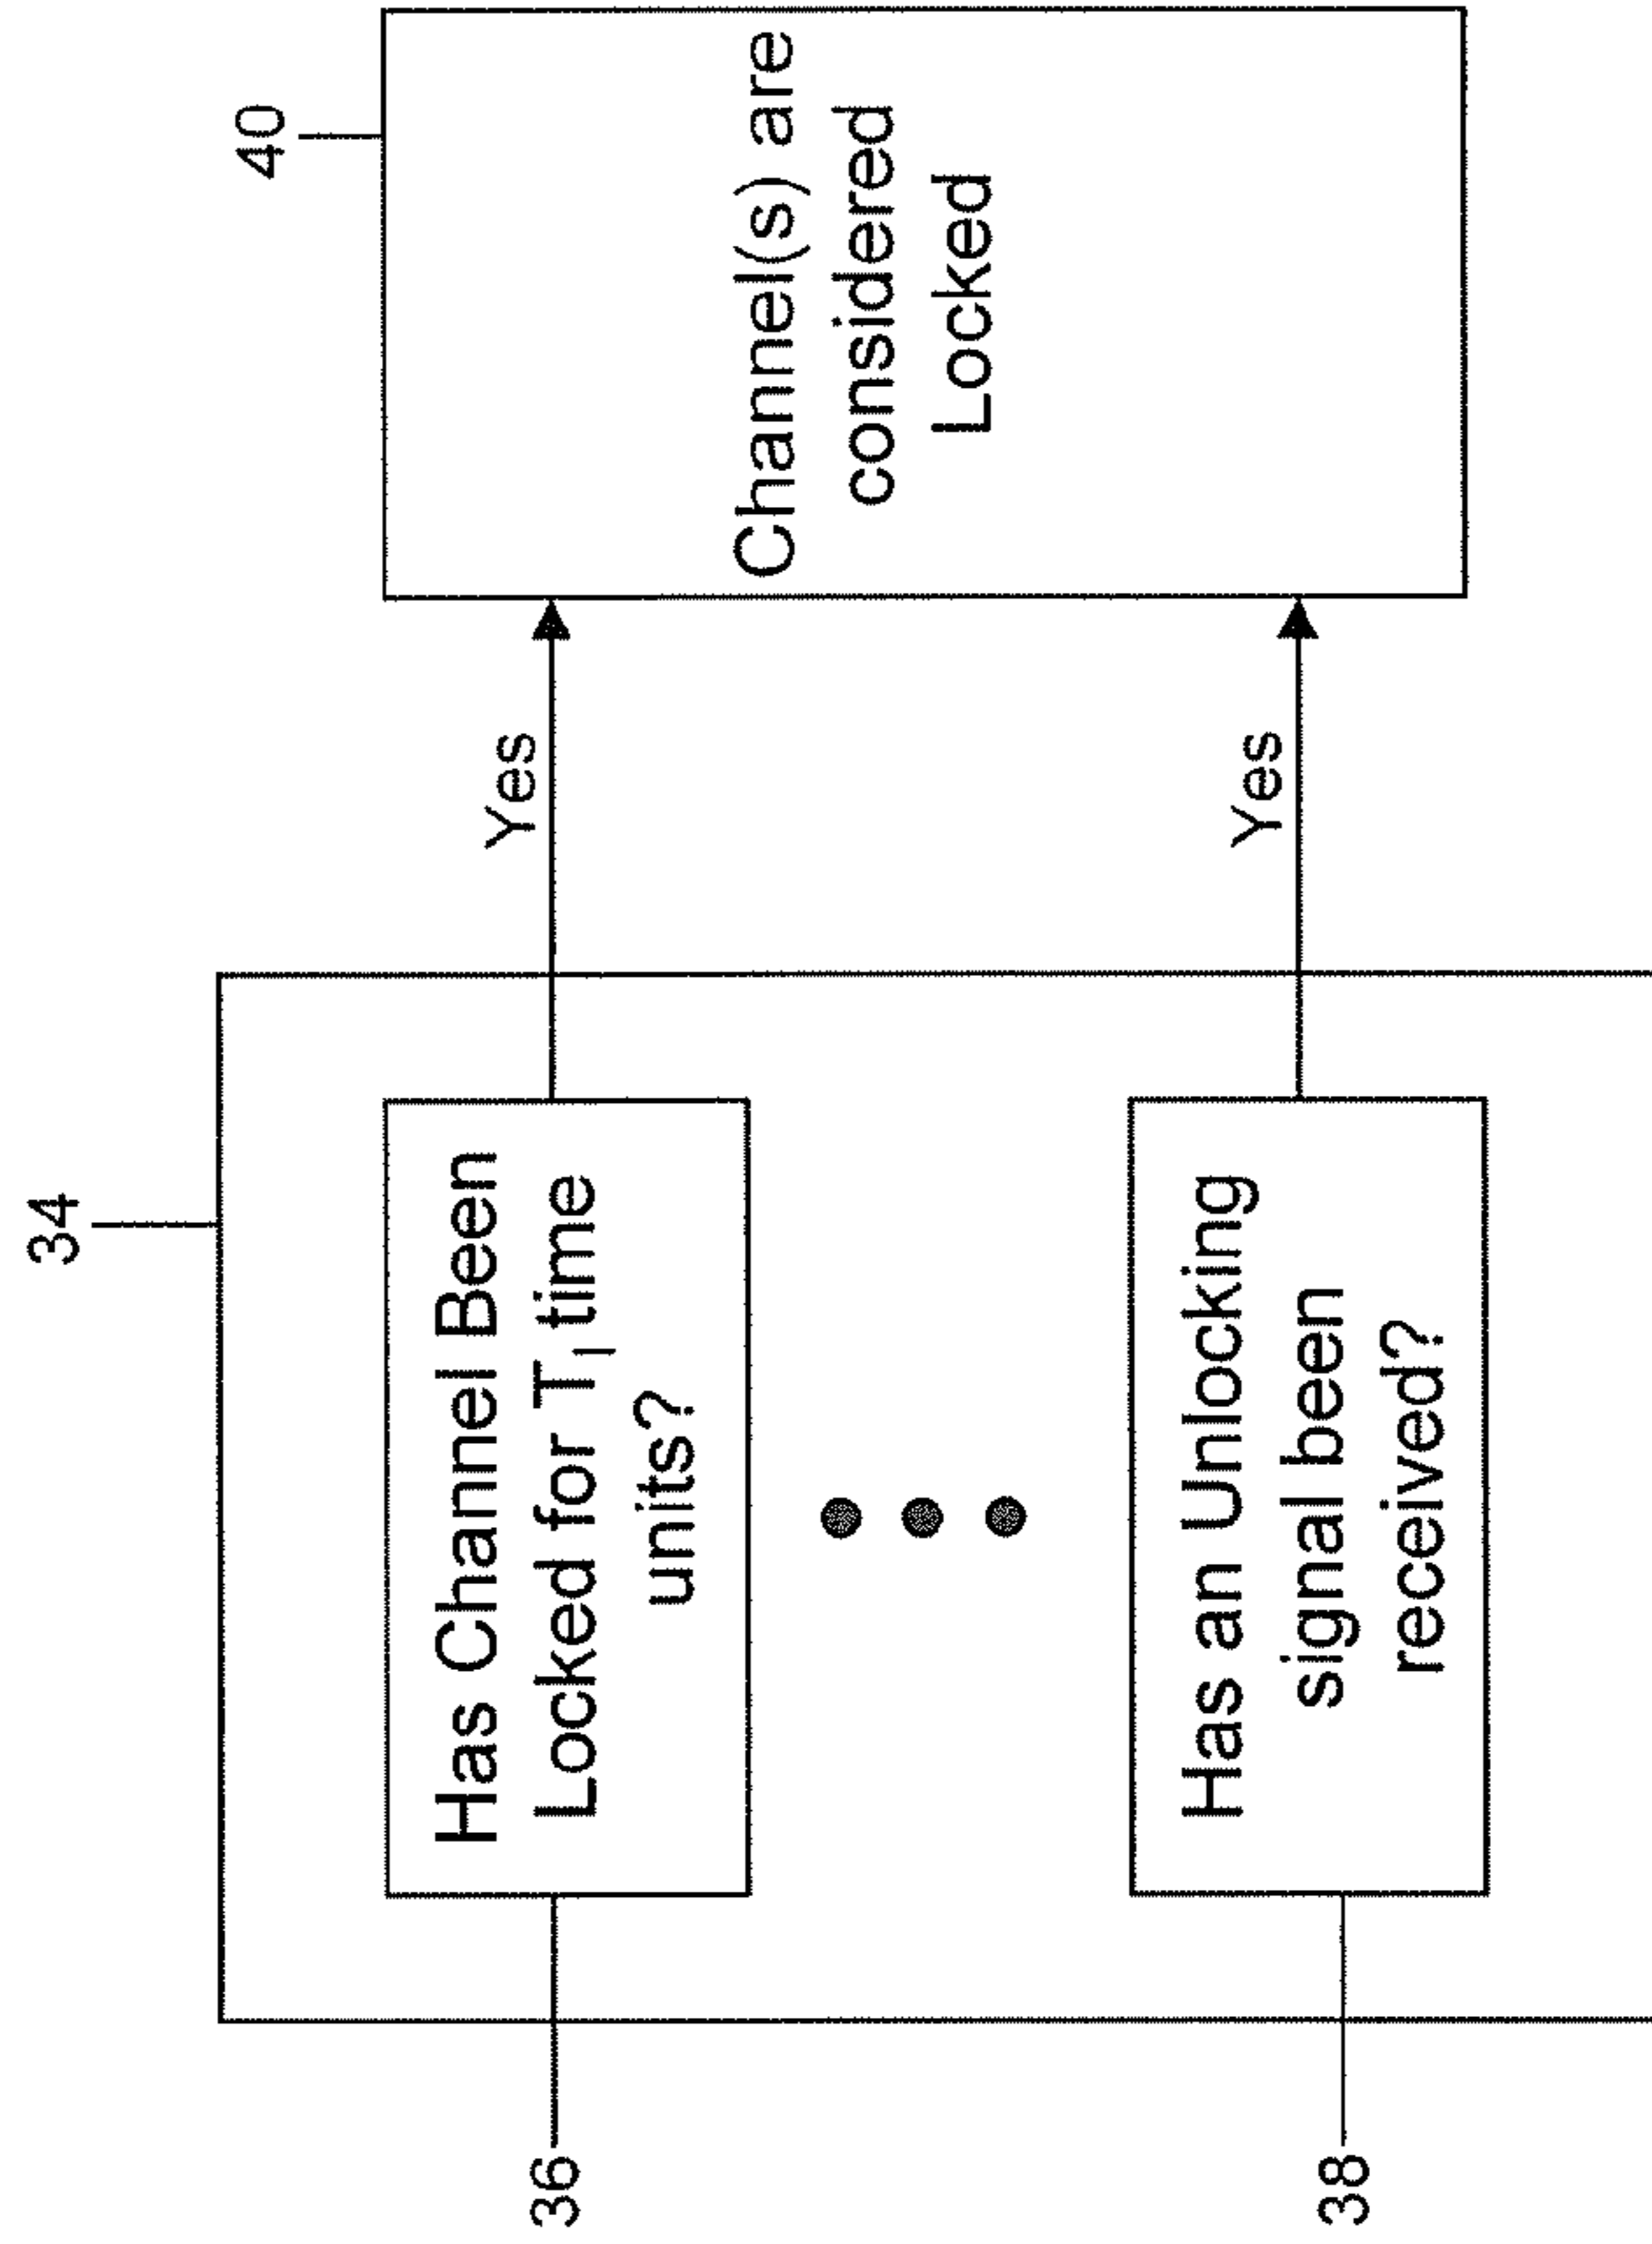 34
36
Has Channel Been
Locked for T_l time
units?
Yes
40
Channel(s) are
considered
Locked
38
Has an Unlocking
signal been
received?
Yes